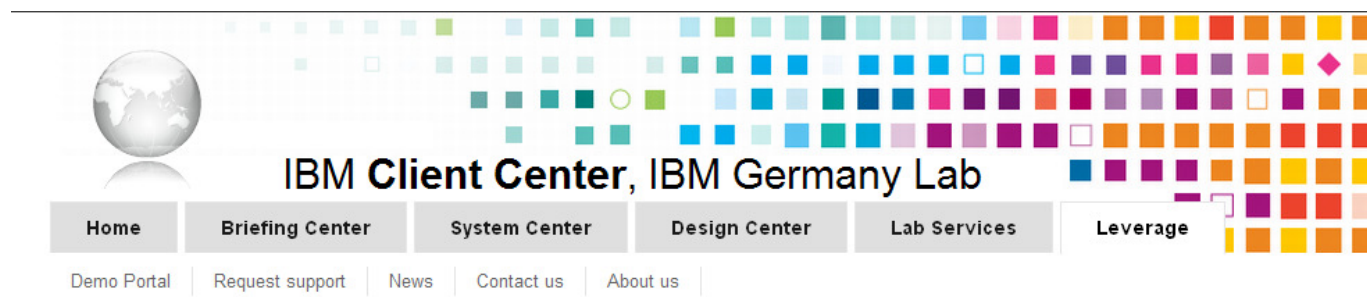 IBM Client Center, IBM Germany Lab
Home Briefing Center System Center Design Center Lab Services Leverage
Demo Portal Request support News Contact us About us